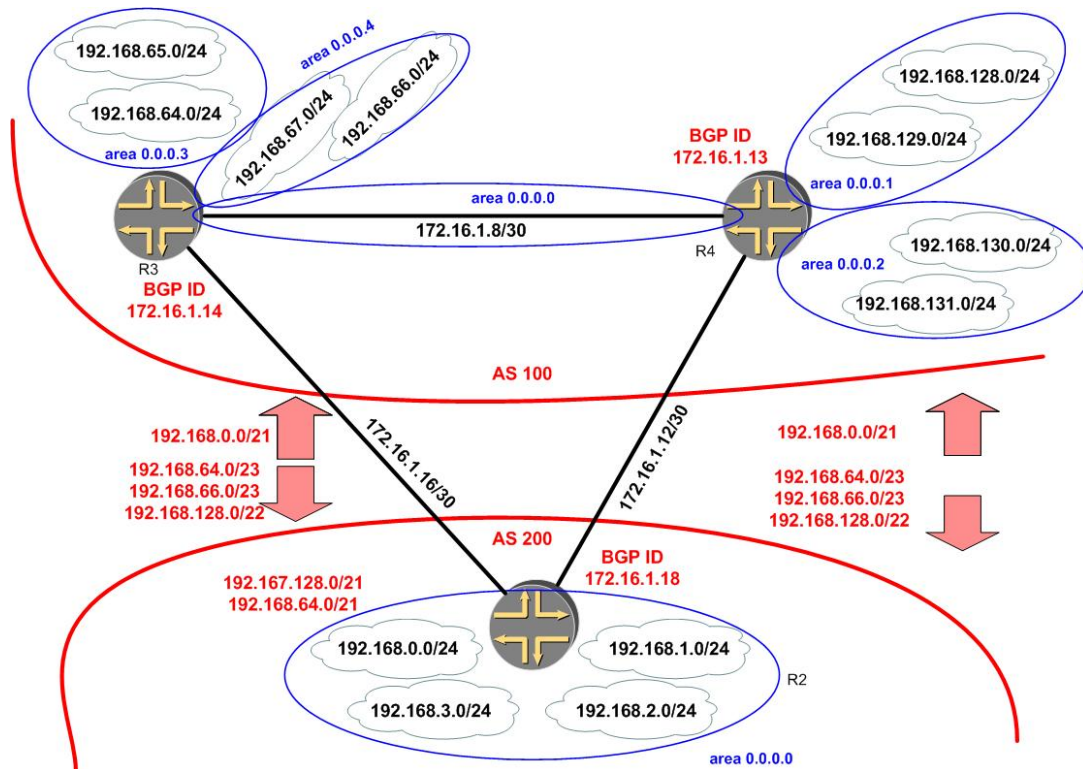 192.168.65.0/24
192.168.64.0/24
area 0.0.0.3
area 0.0.0.4
192.168.67.0/24
192.168.66.0/24
192.168.128.0/24
192.168.129.0/24
area 0.0.0.1
BGP ID
172.16.1.13
area 0.0.0.0
172.16.1.8/30
R3
BGP ID
172.16.1.14
R4
192.168.130.0/24
area 0.0.0.2
192.168.131.0/24
AS 100
192.168.0.0/21
192.168.64.0/23
192.168.66.0/23
192.168.128.0/22
172.16.1.16/30
172.16.1.12/30
192.168.0.0/21
192.168.64.0/23
192.168.66.0/23
192.168.128.0/22
AS 200
BGP ID
172.16.1.18
192.167.128.0/21
192.168.64.0/21
192.168.0.0/24
192.168.1.0/24
192.168.3.0/24
192.168.2.0/24
R2
area 0.0.0.0